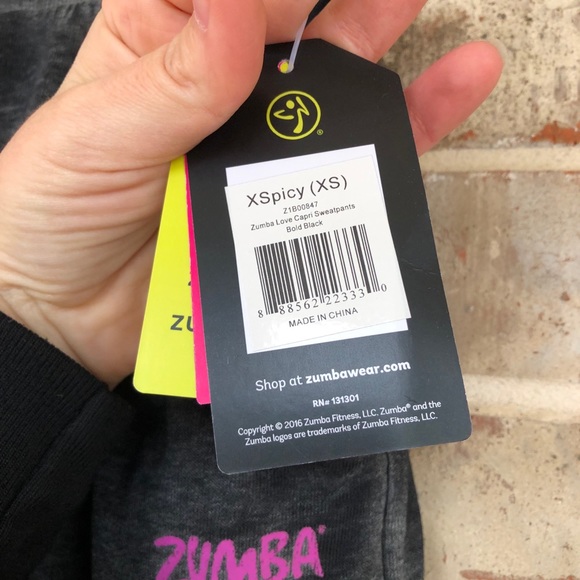 XSpicy (XS)
Z1B00847
Zumba Love Capri Sweatpants
Bold Black
8 88562 22333 0
MADE IN CHINA
Shop at zumbawear.com
RN# 131301
Copyright © 2016 Zumba Fitness, LLC. Zumba® and the
Zumba logos are trademarks of Zumba Fitness, LLC.
ZU
ZUMBA®